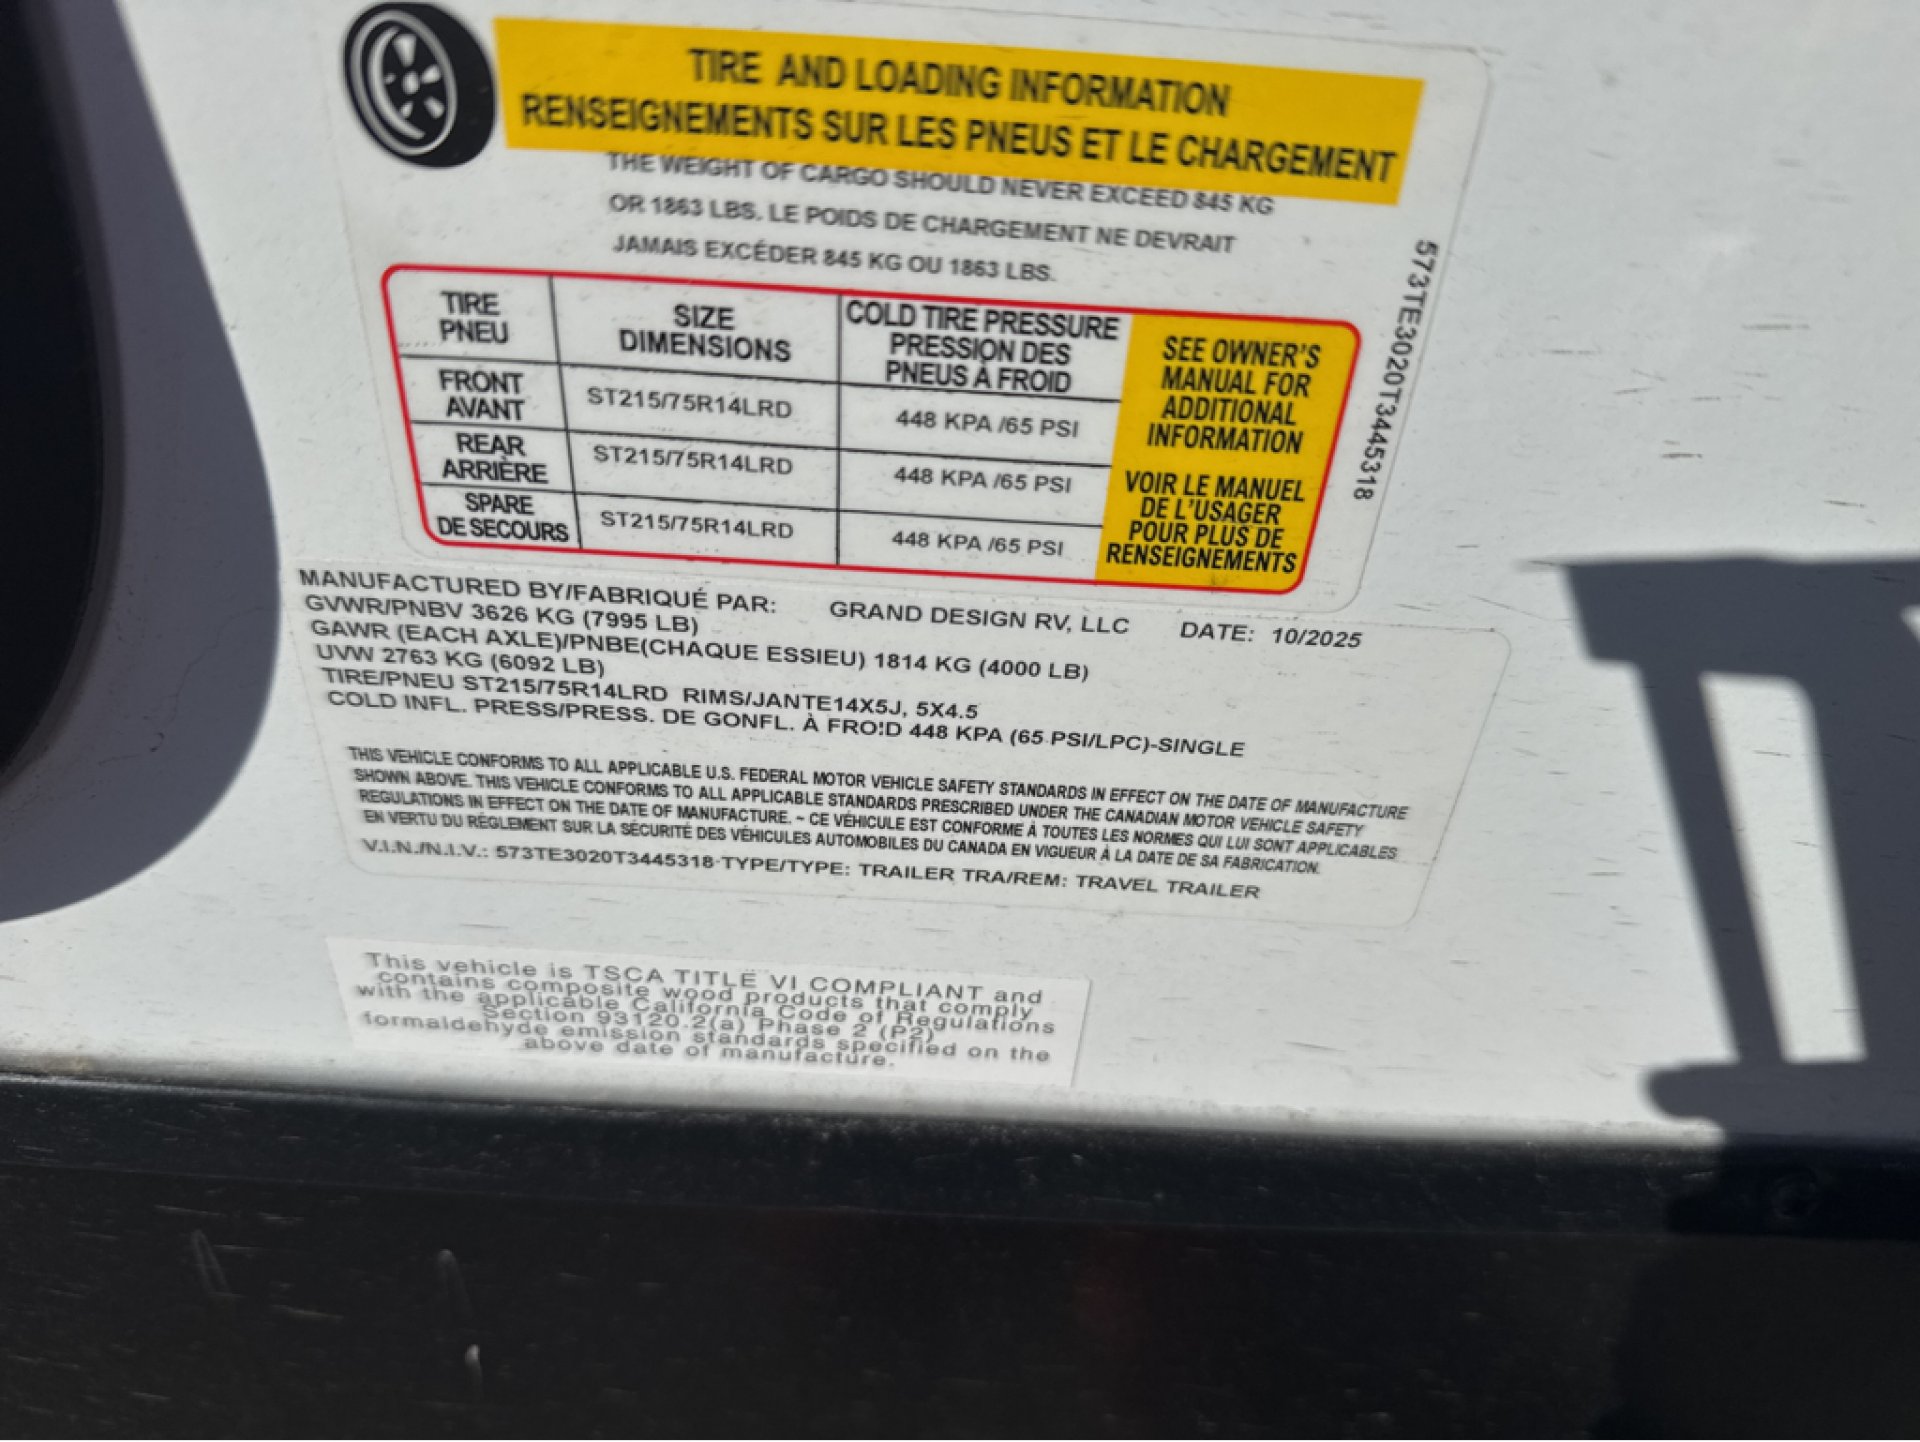 TIRE AND LOADING INFORMATION
RENSEIGNEMENTS SUR LES PNEUS ET LE CHARGEMENT
THE WEIGHT OF CARGO SHOULD NEVER EXCEED 845 KG
OR 1863 LBS. LE POIDS DE CHARGEMENT NE DEVRAIT
JAMAIS EXCÉDER 845 KG OU 1863 LBS.
TIRE
PNEU
SIZE
DIMENSIONS
COLD TIRE PRESSURE
PRESSION DES
PNEUS À FROID
FRONT
AVANT
ST215/75R14LRD
448 KPA /65 PSI
REAR
ARRIÈRE
ST215/75R14LRD
448 KPA /65 PSI
SPARE
DE SECOURS
ST215/75R14LRD
448 KPA /65 PSI
SEE OWNER'S
MANUAL FOR
ADDITIONAL
INFORMATION
VOIR LE MANUEL
DE L'USAGER
POUR PLUS DE
RENSEIGNEMENTS
573TE3020T3445318
MANUFACTURED BY/FABRIQUÉ PAR: GRAND DESIGN RV, LLC DATE: 10/2025
GVWR/PNBV 3626 KG (7995 LB)
GAWR (EACH AXLE)/PNBE(CHAQUE ESSIEU) 1814 KG (4000 LB)
UVW 2763 KG (6092 LB)
TIRE/PNEU ST215/75R14LRD RIMS/JANTE14X5J, 5X4.5
COLD INFL. PRESS/PRESS. DE GONFL. À FROID 448 KPA (65 PSI/LPC)-SINGLE
THIS VEHICLE CONFORMS TO ALL APPLICABLE U.S. FEDERAL MOTOR VEHICLE SAFETY STANDARDS IN EFFECT ON THE DATE OF MANUFACTURE
SHOWN ABOVE. THIS VEHICLE CONFORMS TO ALL APPLICABLE STANDARDS PRESCRIBED UNDER THE CANADIAN MOTOR VEHICLE SAFETY
REGULATIONS IN EFFECT ON THE DATE OF MANUFACTURE. ~ CE VÉHICULE EST CONFORME À TOUTES LES NORMES QUI LUI SONT APPLICABLES
EN VERTU DU RÈGLEMENT SUR LA SÉCURITÉ DES VÉHICULES AUTOMOBILES DU CANADA EN VIGUEUR À LA DATE DE SA FABRICATION.
V.I.N./N.I.V.: 573TE3020T3445318 TYPE/TYPE: TRAILER TRA/REM: TRAVEL TRAILER
This vehicle is TSCA TITLE VI COMPLIANT and
contains composite wood products that comply
with the applicable California Code of Regulations
Section 93120.2(a) Phase 2 (P2)
formaldehyde emission standards specified on the
above date of manufacture.